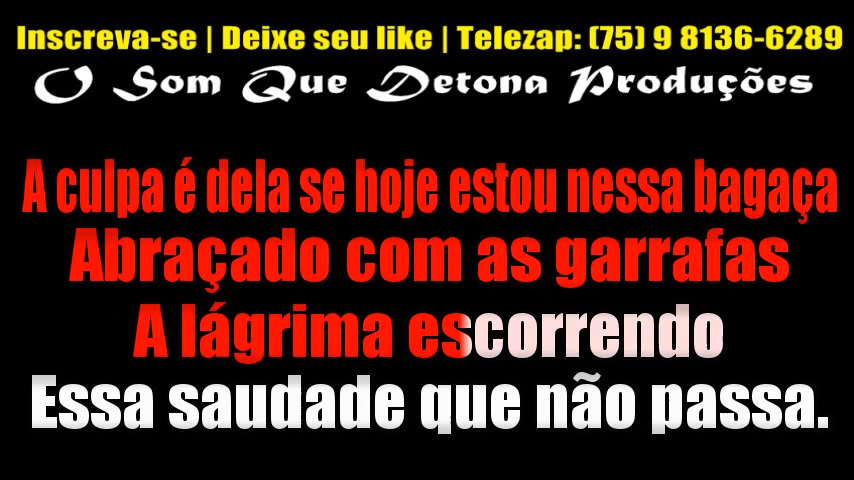 Inscreva-se | Deixe seu like | Telezap: (75) 9 8136-6289
O Som Que Detona Produções
A culpa é dela se hoje estou nessa bagaça
Abraçado com as garrafas
A lágrima escorrendo
Essa saudade que não passa.